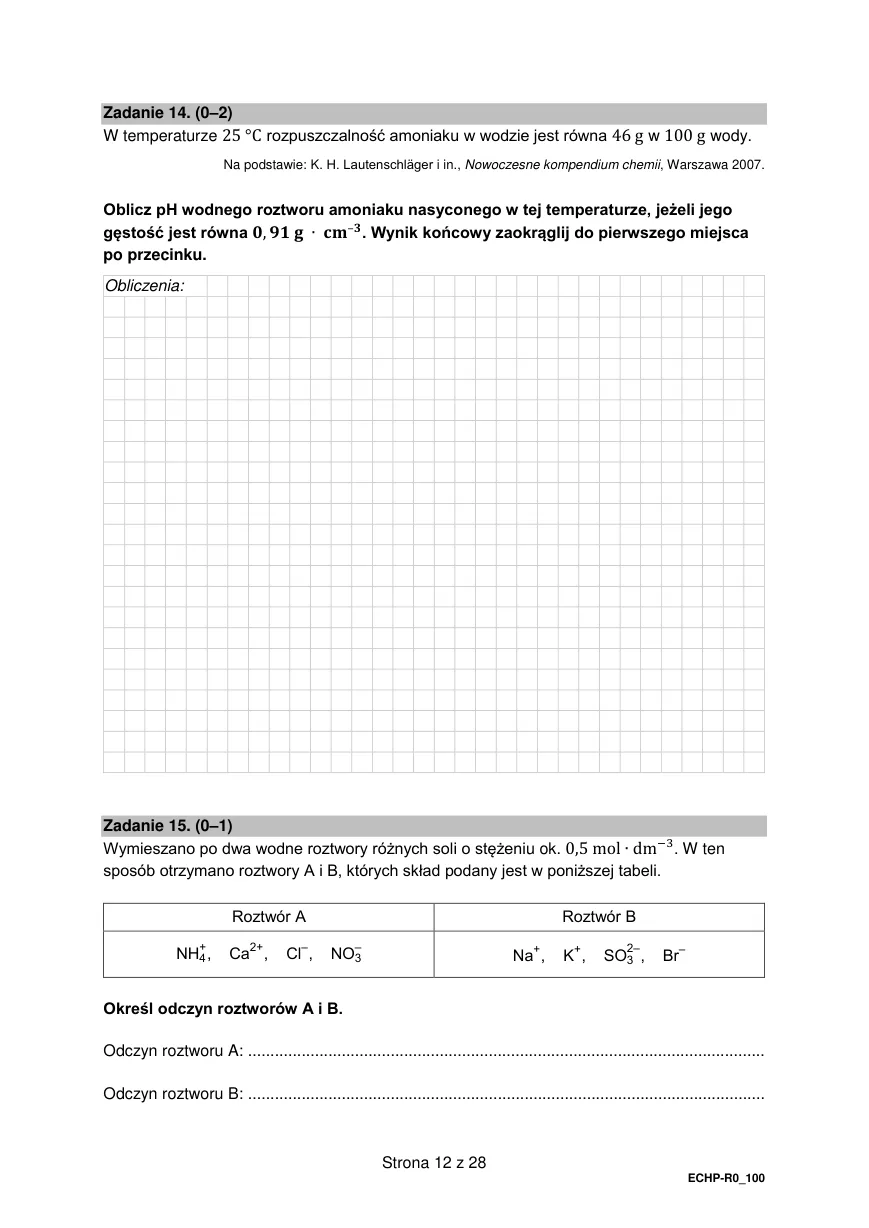 Zadanie 14. (0–2)
W temperaturze 25 °C rozpuszczalność amoniaku w wodzie jest równa 46 g w 100 g wody.
Na podstawie: K. H. Lautenschläger i in., Nowoczesne kompendium chemii, Warszawa 2007.
Oblicz pH wodnego roztworu amoniaku nasyconego w tej temperaturze, jeżeli jego
gęstość jest równa 0,91 g · cm⁻³. Wynik końcowy zaokrąglij do pierwszego miejsca
po przecinku.
Obliczenia:
Zadanie 15. (0–1)
Wymieszano po dwa wodne roztwory różnych soli o stężeniu ok. 0,5 mol · dm⁻³. W ten
sposób otrzymano roztwory A i B, których skład podany jest w poniższej tabeli.
Roztwór A Roztwór B
NH₄⁺, Ca²⁺, Cl⁻, NO₃⁻ Na⁺, K⁺, SO₃²⁻, Br⁻
Określ odczyn roztworów A i B.
Odczyn roztworu A: ....................................................................................................................
Odczyn roztworu B: ....................................................................................................................
Strona 12 z 28
ECHP-R0_100